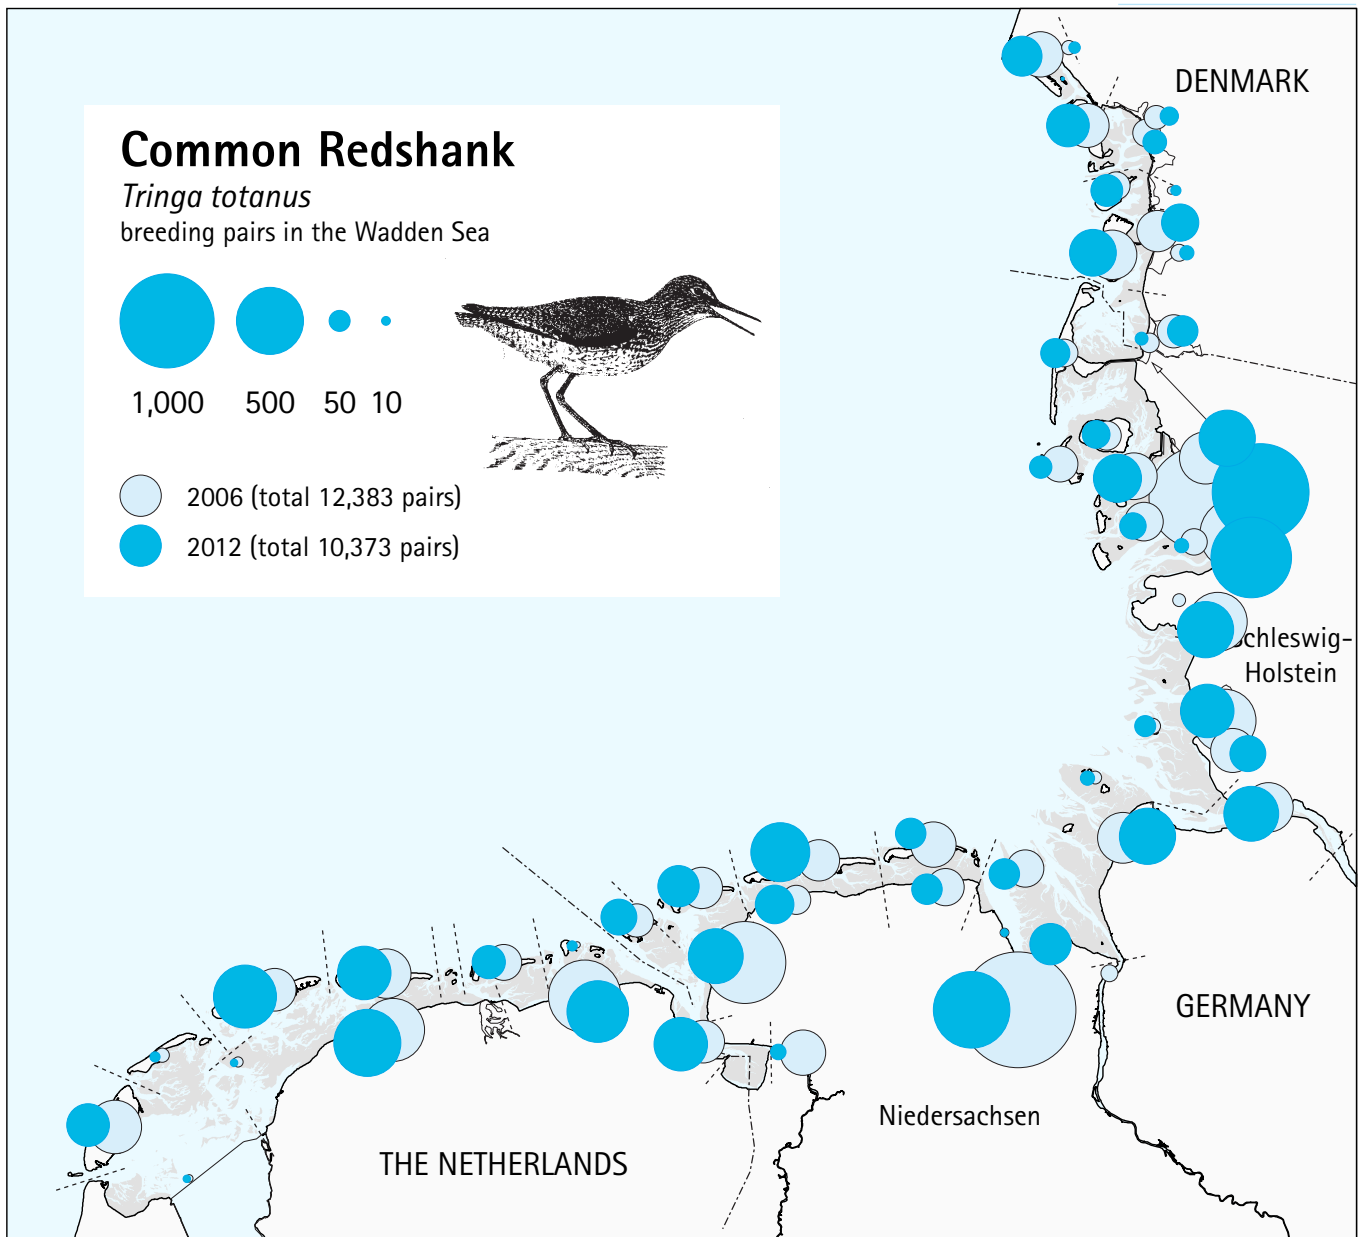 DENMARK
Common Redshank
Tringa totanus
breeding pairs in the Wadden Sea
1,000 500 50 10
2006 (total 12,383 pairs)
2012 (total 10,373 pairs)
chleswig-
Holstein
GERMANY
Niedersachsen
THE NETHERLANDS